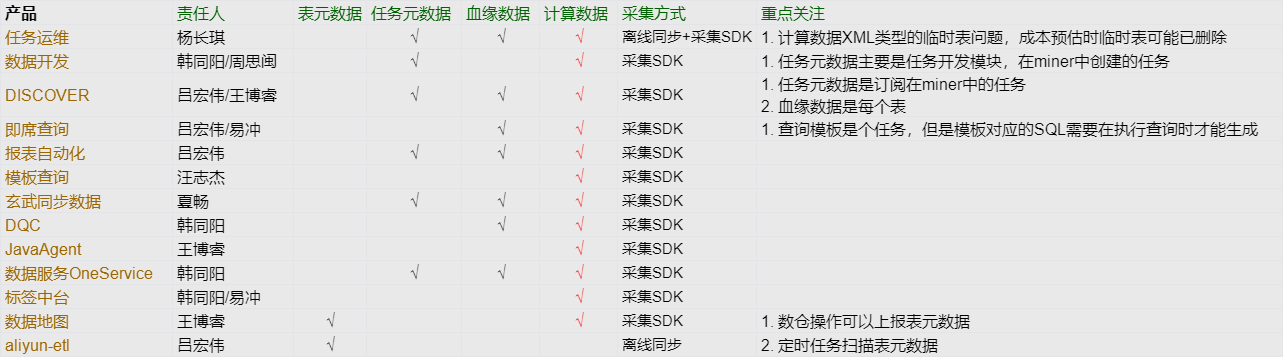 产品 责任人 表元数据 任务元数据 血缘数据 计算数据 采集方式 重点关注
任务运维 杨长琪 √ √ √ 离线同步+采集SDK 1. 计算数据XML类型的临时表问题，成本预估时临时表可能已删除
数据开发 韩同阳/周思闽 √ √ 采集SDK 1. 任务元数据主要是任务开发模块，在miner中创建的任务
DISCOVER 吕宏伟/王博睿 √ √ √ 采集SDK 1. 任务元数据是订阅在miner中的任务
2. 血缘数据是每个表
即席查询 吕宏伟/易冲 √ √ 采集SDK 1. 查询模板是个任务，但是模板对应的SQL需要在执行查询时才能生成
报表自动化 吕宏伟 √ √ √ 采集SDK
模板查询 汪志杰 √ 采集SDK
玄武同步数据 夏畅 √ √ √ 采集SDK
DQC 韩同阳 √ √ 采集SDK
JavaAgent 王博睿 √ 采集SDK
数据服务OneService 韩同阳 √ √ √ 采集SDK
标签中台 韩同阳/易冲 √ 采集SDK
数据地图 王博睿 √ √ 采集SDK 1. 数仓操作可以上报表元数据
aliyun-etl 吕宏伟 √ 离线同步 2. 定时任务扫描表元数据